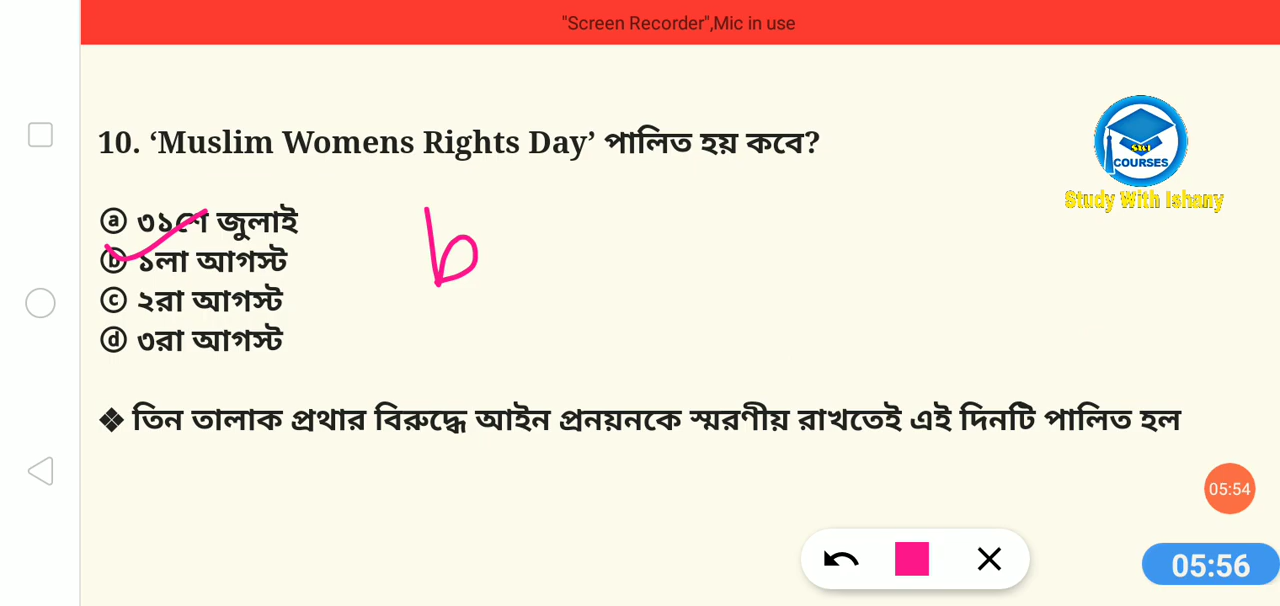 "Screen Recorder",Mic in use
10. ‘Muslim Womens Rights Day’ পালিত হয় কবে?
COURSES
Study With Ishany
ⓐ ৩১শে জুলাই
ⓑ ১লা আগস্ট
b
ⓒ ২রা আগস্ট
ⓓ ৩রা আগস্ট
❖ তিন তালাক প্রথার বিরুদ্ধে আইন প্রনয়নকে স্মরণীয় রাখতেই এই দিনটি পালিত হল
05:54
05:56